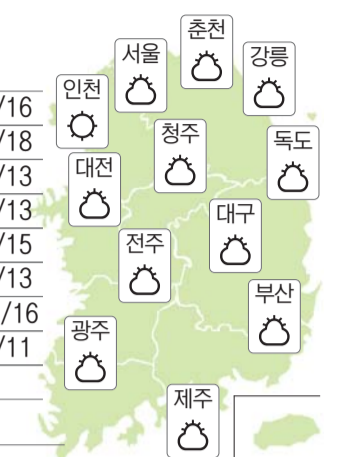 춘천
서울
강릉
인천
청주
독도
대전
대구
전주
부산
광주
제주
/16
/18
/13
/13
/15
/13
/16
/11